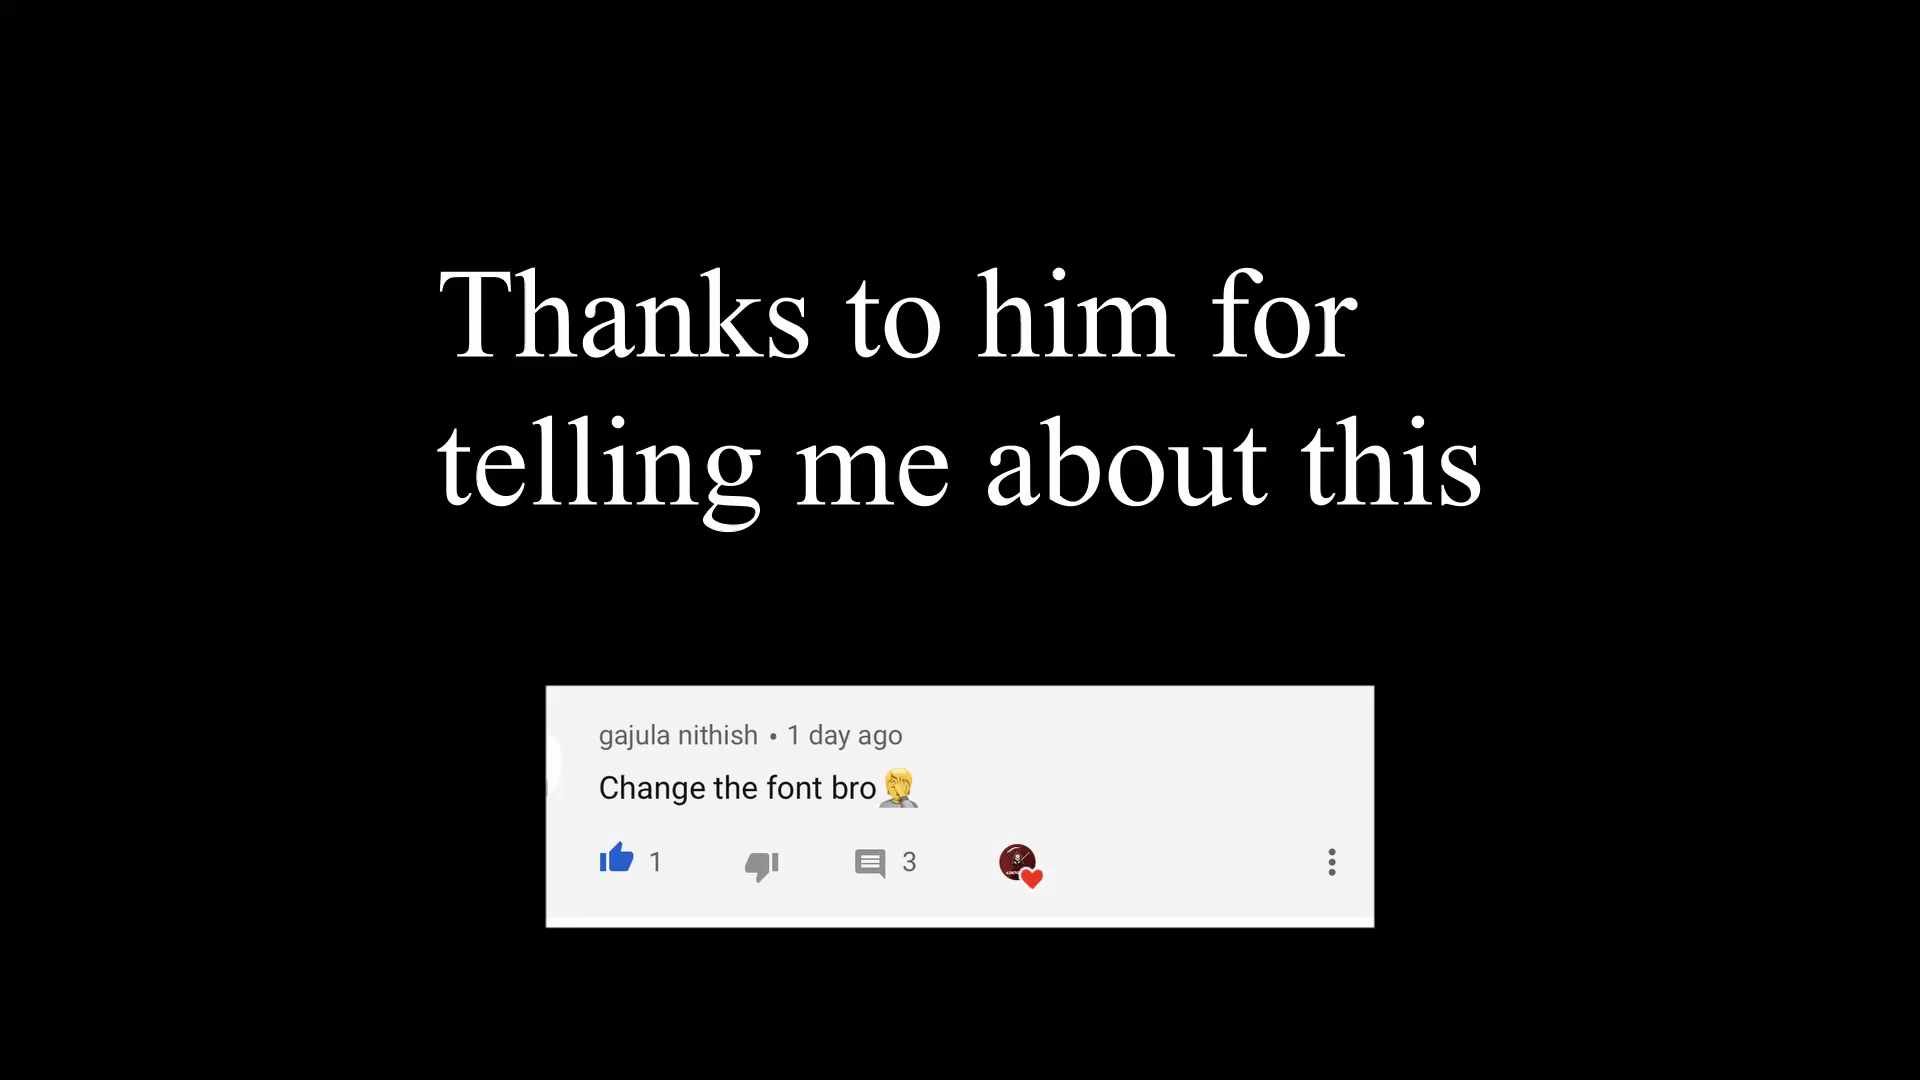 Thanks to him for
telling me about this
gajula nithish • 1 day ago
Change the font bro🤦
1 3